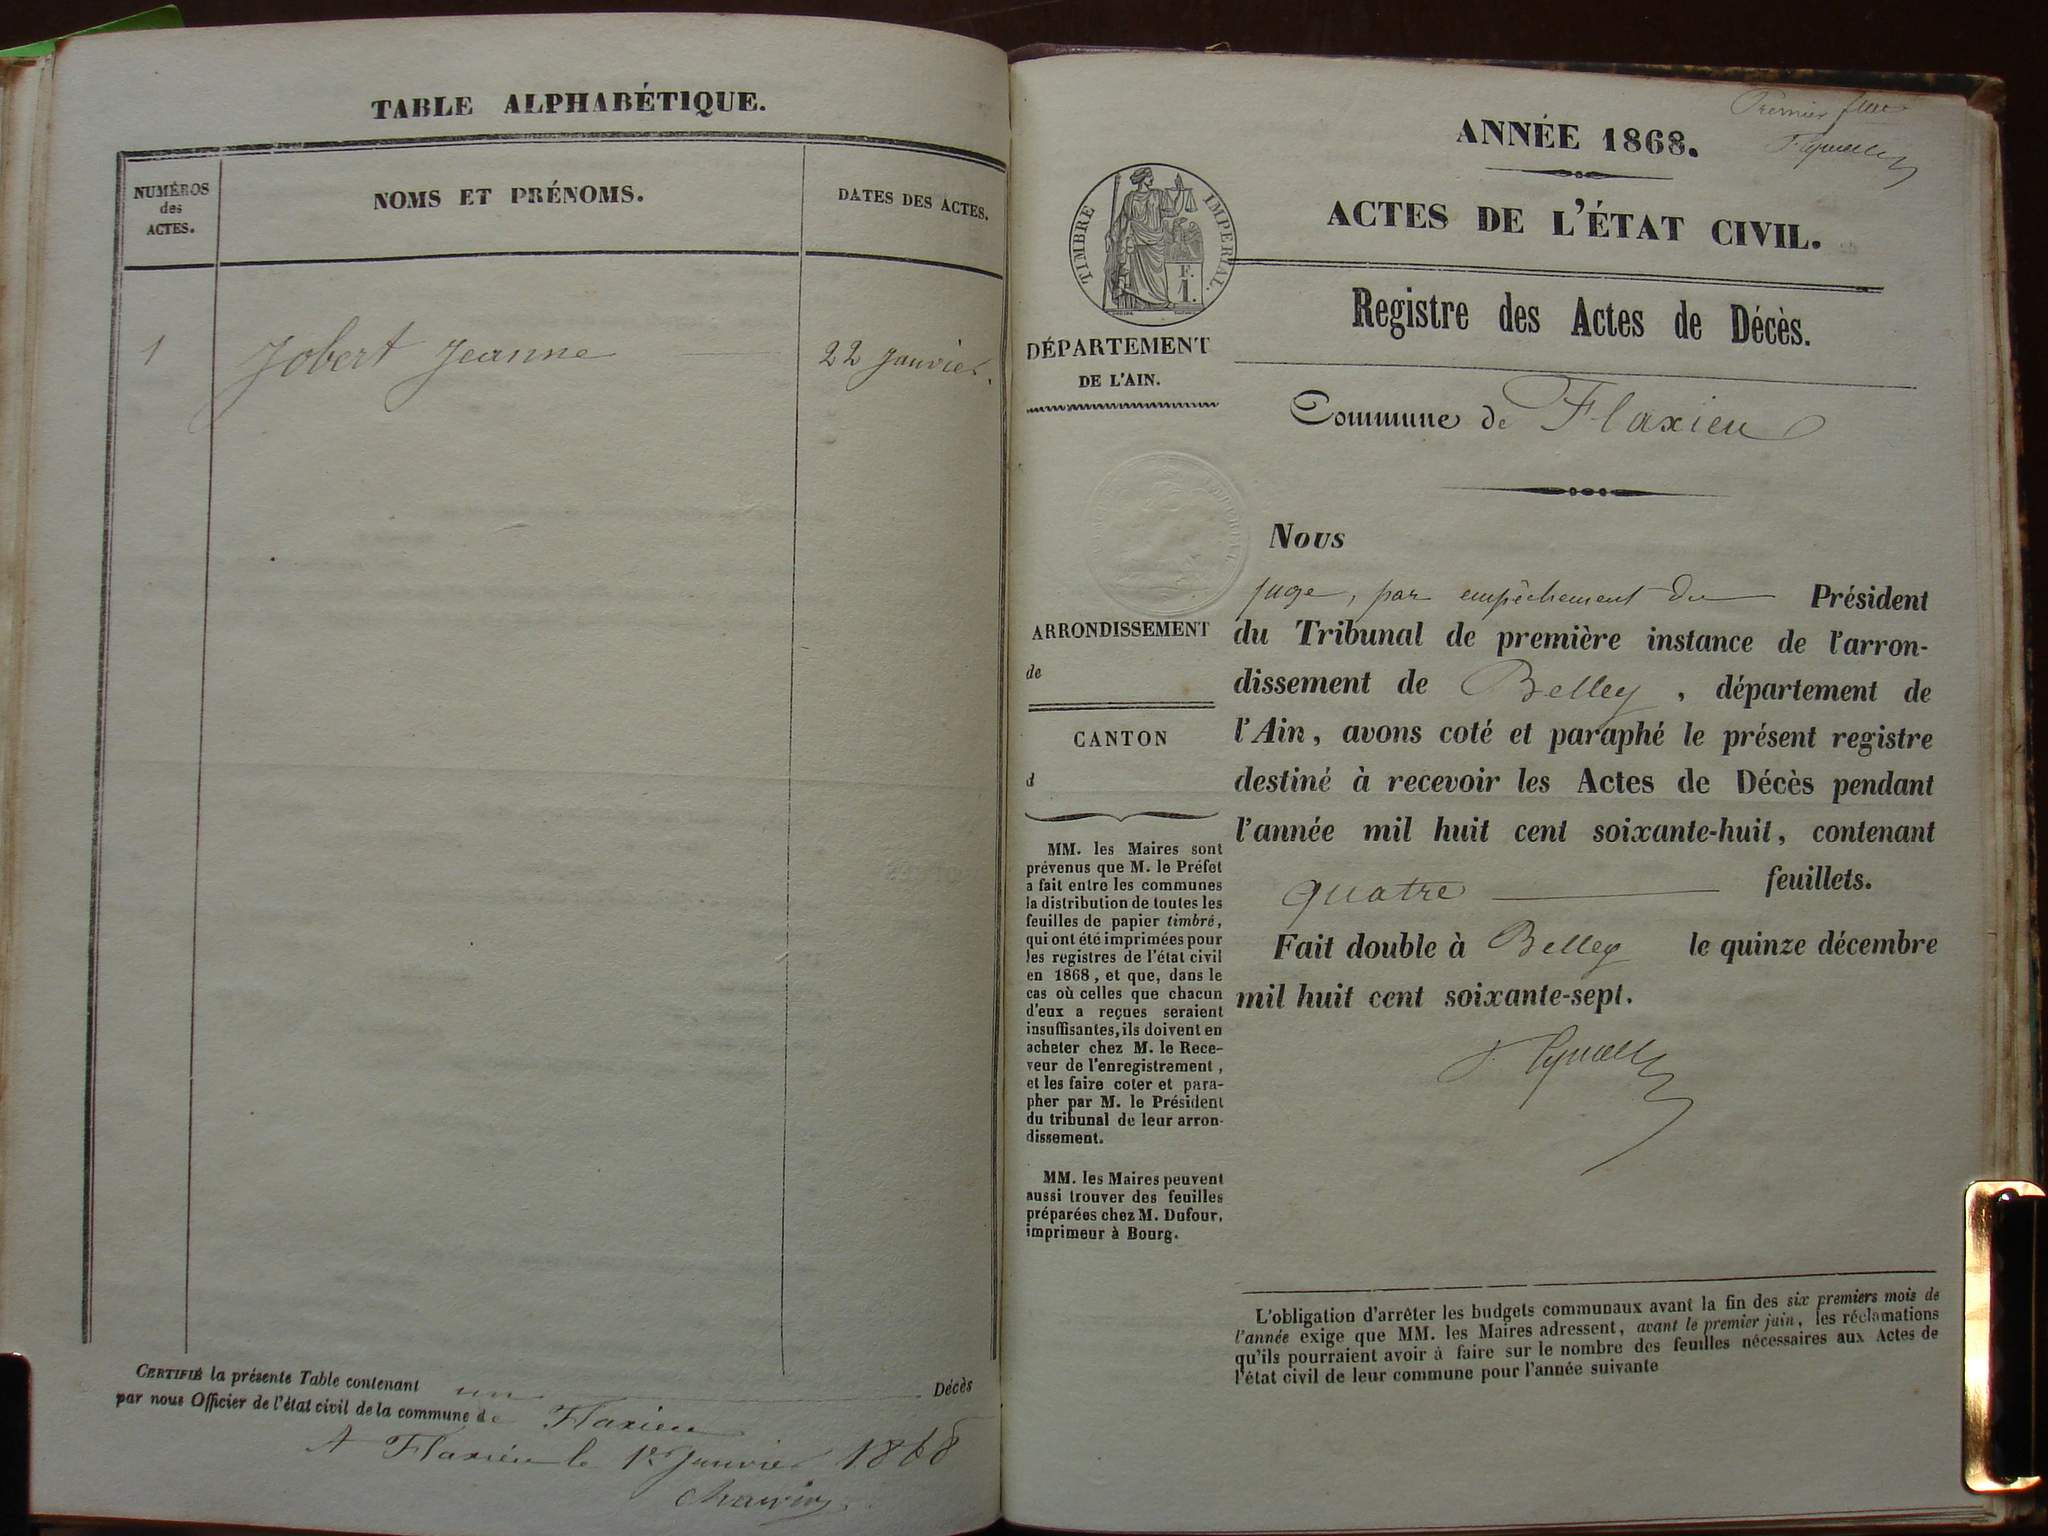 TABLE ALPHABÉTIQUE.
NUMÉROS
des
ACTES.
NOMS ET PRÉNOMS.
DATES DES ACTES.
1 Jobert Jeanne 22 Janvier.
CERTIFIÉ la présente Table contenant un Décès
par nous Officier de l'état civil de la commune de Flaxieu
A Flaxieu le 1er Janvier 1868
Premier
ANNÉE 1868.
ACTES DE L'ÉTAT CIVIL.
TIMBRE IMPERIAL.
F.
1.
Registre des Actes de Décès.
DÉPARTEMENT
DE L'AIN.
Commune de Flaxieu
Nous
juge, par empêchement du Président
du Tribunal de première instance de l'arron-
dissement de Belley, département de
l'Ain, avons coté et paraphé le présent registre
destiné à recevoir les Actes de Décès pendant
l'année mil huit cent soixante-huit, contenant
quatre feuillets.
Fait double à Belley le quinze décembre
mil huit cent soixante-sept.
ARRONDISSEMENT
de
CANTON
d
MM. les Maires sont
prévenus que M. le Préfet
a fait entre les communes
la distribution de toutes les
feuilles de papier timbré,
qui ont été imprimées pour
les registres de l'état civil
en 1868, et que, dans le
cas où celles que chacun
d'eux a reçues seraient
insuffisantes, ils doivent en
acheter chez M. le Rece-
veur de l'enregistrement,
et les faire coter et para-
pher par M. le Président
du tribunal de leur arron-
dissement.
MM. les Maires peuvent
aussi trouver des feuilles
préparées chez M. Dufour,
imprimeur à Bourg.
L'obligation d'arrêter les budgets communaux avant la fin des six premiers mois de
l'année exige que MM. les Maires adressent, avant le premier juin, les réclamations
qu'ils pourraient avoir à faire sur le nombre des feuilles nécessaires aux Actes de
l'état civil de leur commune pour l'année suivante